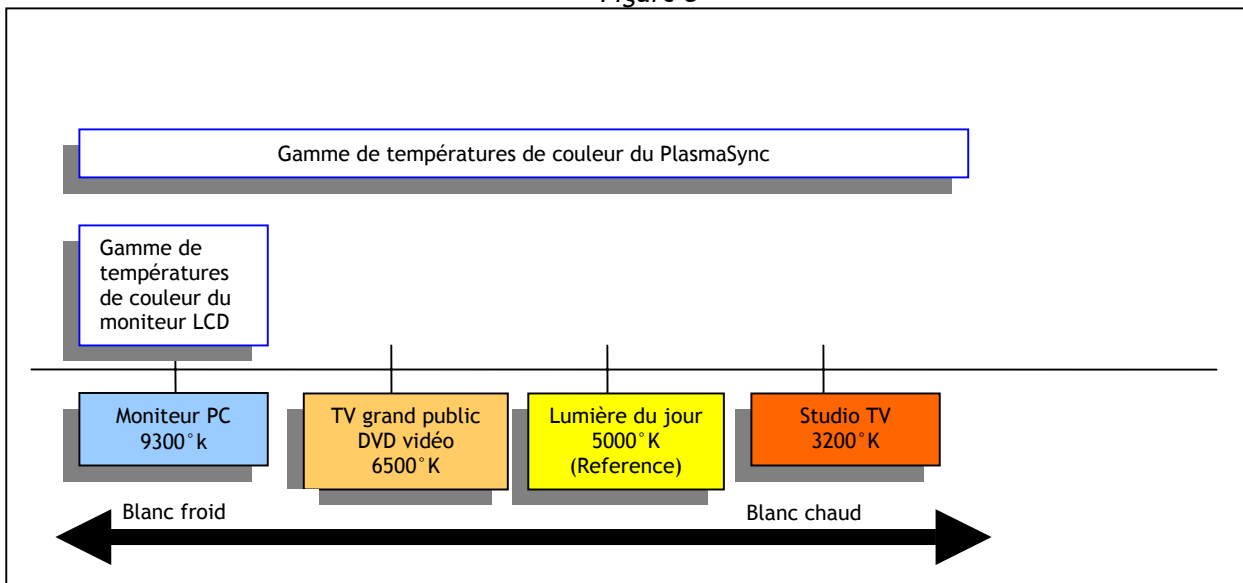 Gamme de températures de couleur du PlasmaSync
Gamme de
températures
de couleur du
moniteur LCD
Moniteur PC
9300°k
TV grand public
DVD vidéo
6500°K
Lumière du jour
5000°K
(Reference)
Studio TV
3200°K
Blanc froid
Blanc chaud